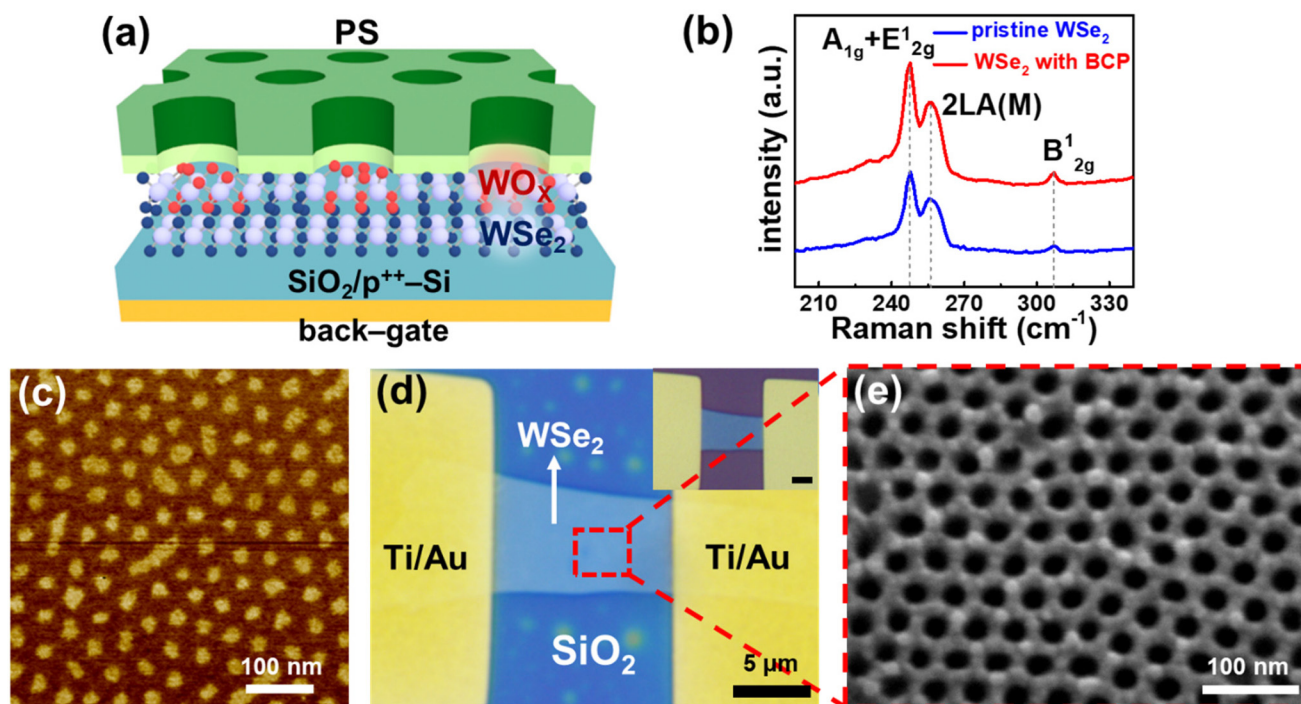 (a)
PS
WOₓ
WSe₂
SiO₂/p⁺⁺–Si
back–gate
(b)
A₁g+E¹₂g
pristine WSe₂
WSe₂ with BCP
2LA(M)
B¹₂g
intensity (a.u.)
210 240 270 300 330
Raman shift (cm⁻¹)
(c)
100 nm
(d)
WSe₂
Ti/Au
Ti/Au
SiO₂
5 μm
(e)
100 nm